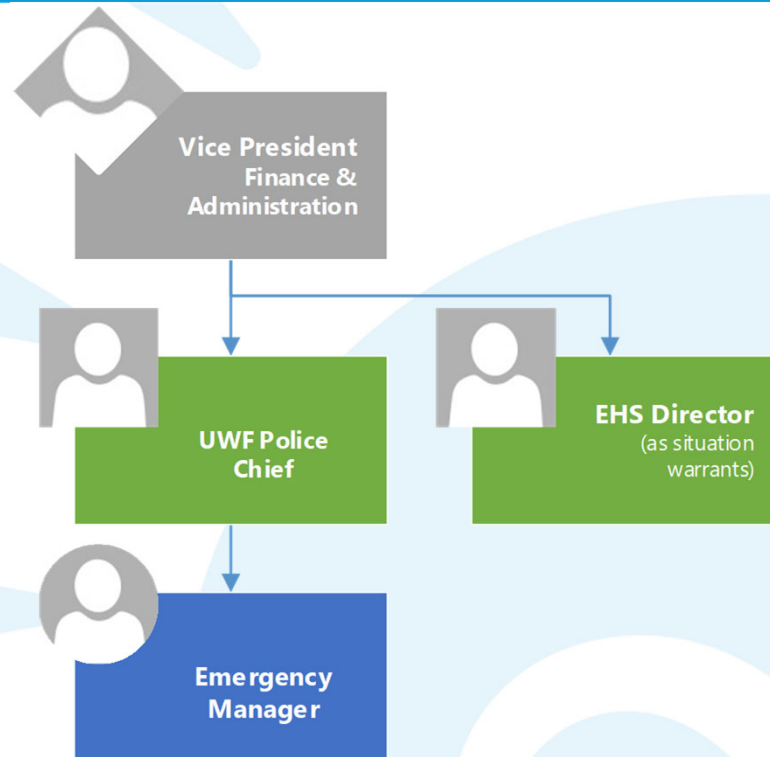 Vice President
Finance &
Administration
UWF Police
Chief
EHS Director
(as situation
warrants)
Emergency
Manager